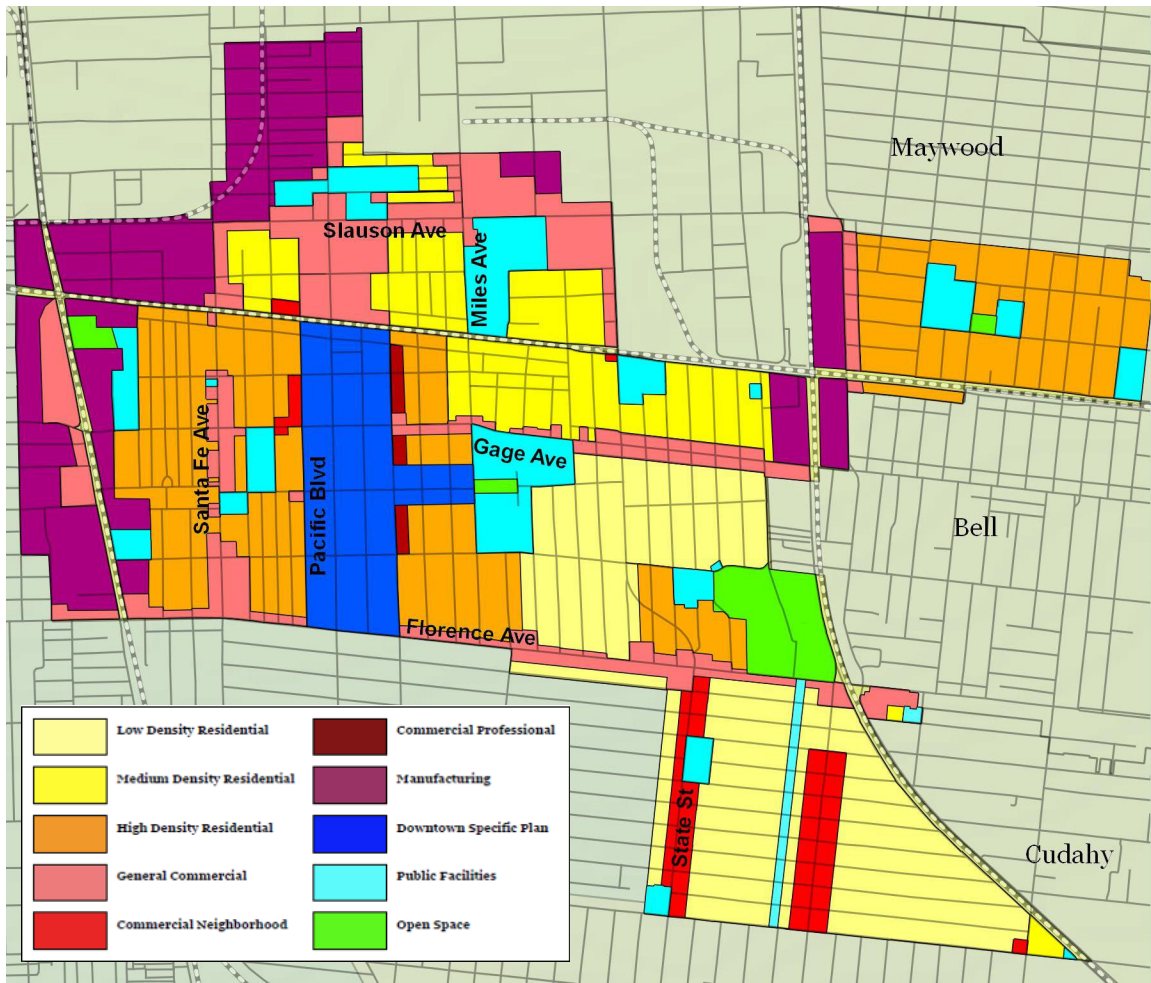 Maywood
Slauson Ave
Miles Ave
Santa Fe Ave
Pacific Blvd
Gage Ave
Bell
Florence Ave
State St
Cudahy
Low Density Residential
Medium Density Residential
High Density Residential
General Commercial
Commercial Neighborhood
Commercial Professional
Manufacturing
Downtown Specific Plan
Public Facilities
Open Space